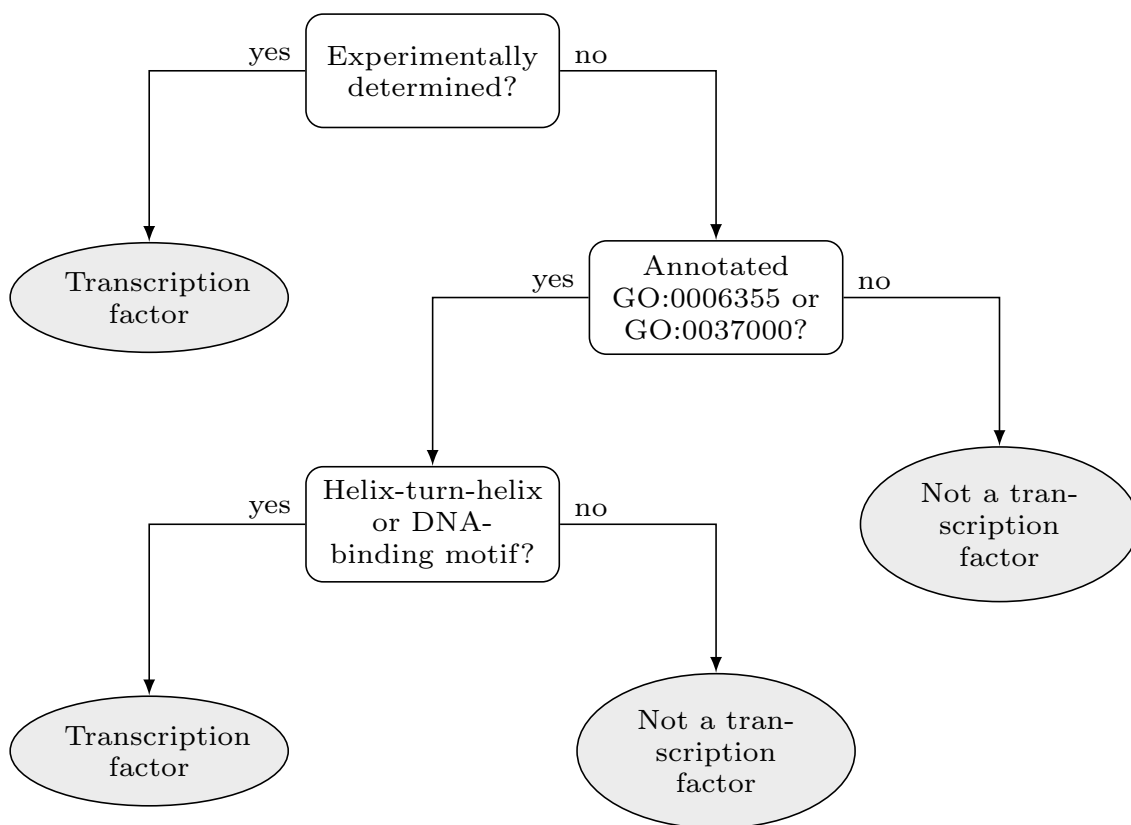 yes
Experimentally
determined?
no
Transcription
factor
yes
Annotated
GO:0006355 or
GO:0037000?
no
yes
Helix-turn-helix
or DNA-
binding motif?
no
Not a tran-
scription
factor
Transcription
factor
Not a tran-
scription
factor